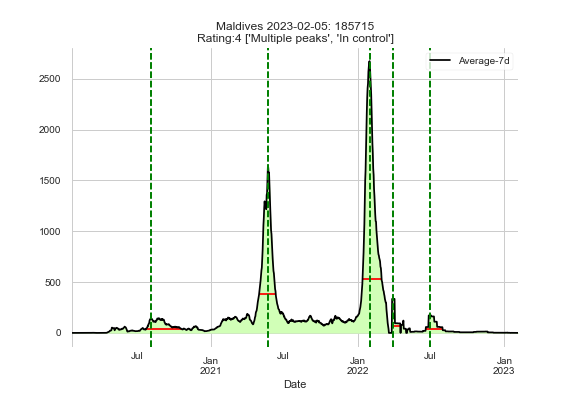 Maldives 2023-02-05: 185715
Rating:4 ['Multiple peaks', 'In control']
Average-7d
2500
2000
1500
1000
500
0
Jul
Jan
2021
Jul
Jan
2022
Jul
Jan
2023
Date